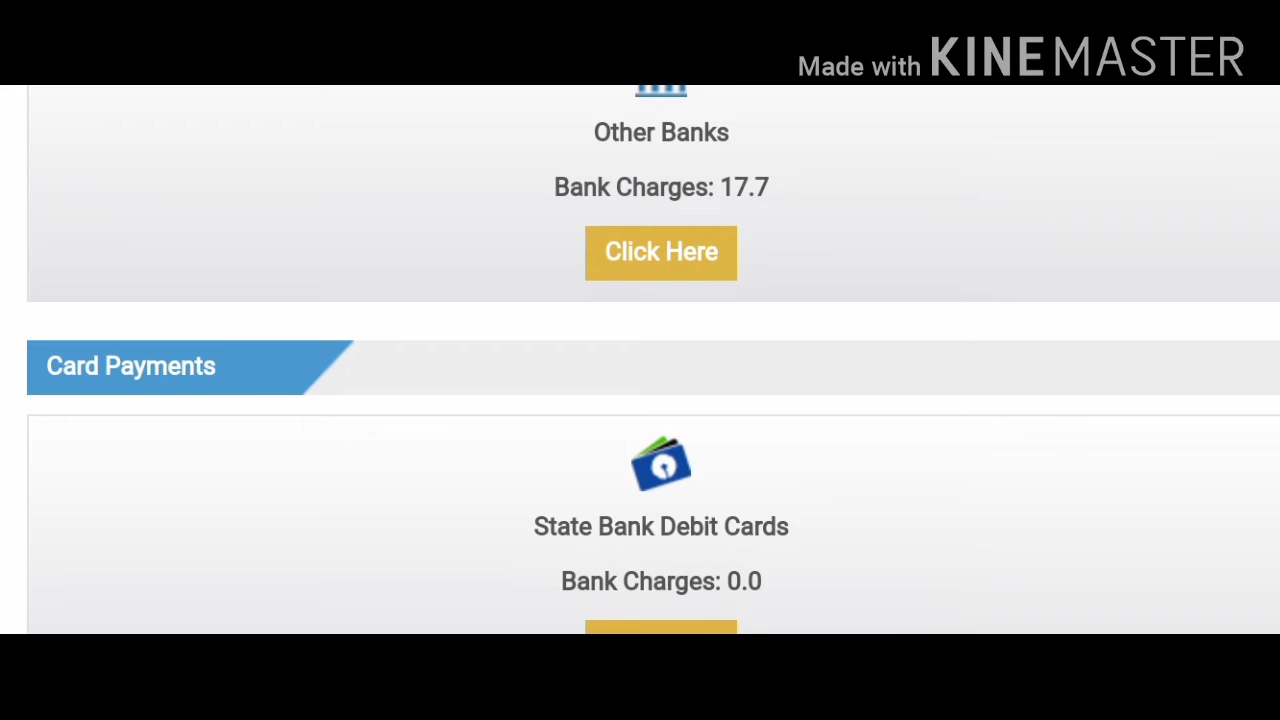 Made with KINEMASTER
Other Banks
Bank Charges: 17.7
Click Here
Card Payments
State Bank Debit Cards
Bank Charges: 0.0